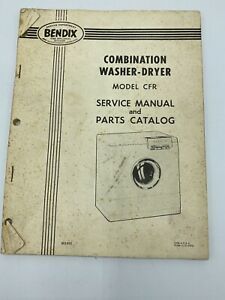 BENDIX
COMBINATION
WASHER-DRYER
MODEL CFR
SERVICE MANUAL
and
PARTS CATALOG